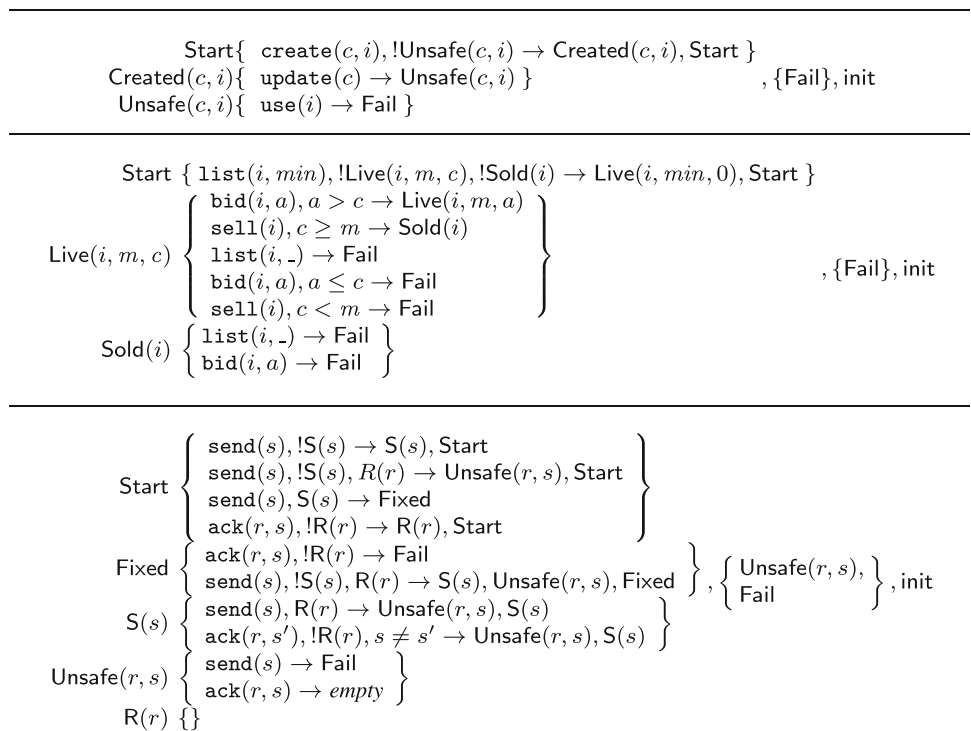 Start{ create(c, i), !Unsafe(c, i) → Created(c, i), Start }
Created(c, i){ update(c) → Unsafe(c, i) } , {Fail}, init
Unsafe(c, i){ use(i) → Fail }
Start { list(i, min), !Live(i, m, c), !Sold(i) → Live(i, min, 0), Start }
bid(i, a), a > c → Live(i, m, a)
sell(i), c ≥ m → Sold(i)
Live(i, m, c) { list(i, _) → Fail } , {Fail}, init
bid(i, a), a ≤ c → Fail
sell(i), c < m → Fail
Sold(i) { list(i, _) → Fail
bid(i, a) → Fail }
send(s), !S(s) → S(s), Start
Start { send(s), !S(s), R(r) → Unsafe(r, s), Start
send(s), S(s) → Fixed }
ack(r, s), !R(r) → R(r), Start
Fixed { ack(r, s), !R(r) → Fail
send(s), !S(s), R(r) → S(s), Unsafe(r, s), Fixed } , { Unsafe(r, s), Fail } , init
S(s) { send(s), R(r) → Unsafe(r, s), S(s)
ack(r, s′), !R(r), s ≠ s′ → Unsafe(r, s), S(s) }
Unsafe(r, s) { send(s) → Fail
ack(r, s) → empty }
R(r) {}